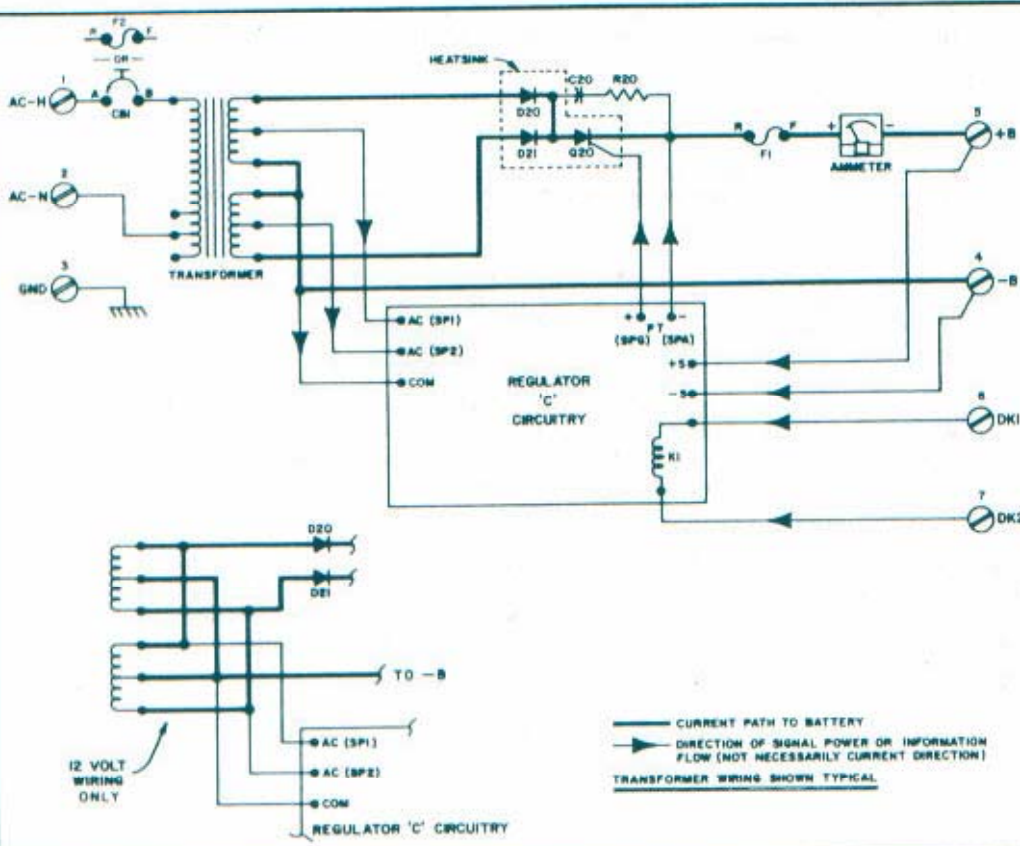 F2
R F
OR
1
AC-H
A B
CB1
2
AC-N
3
GND
TRANSFORMER
HEATSINK
C20 R20
D20
D21 Q20
R F
F1
+ -
AMMETER
5
+B
4
-B
AC (SP1)
AC (SP2)
COM
REGULATOR
'C'
CIRCUITRY
+ FT -
(SPG) (SPA)
+S
-S
K1
6
DK1
7
DK2
D20
D21
TO -B
12 VOLT
WIRING
ONLY
AC (SP1)
AC (SP2)
COM
REGULATOR 'C' CIRCUITRY
CURRENT PATH TO BATTERY
DIRECTION OF SIGNAL POWER OR INFORMATION
FLOW (NOT NECESSARILY CURRENT DIRECTION)
TRANSFORMER WIRING SHOWN TYPICAL